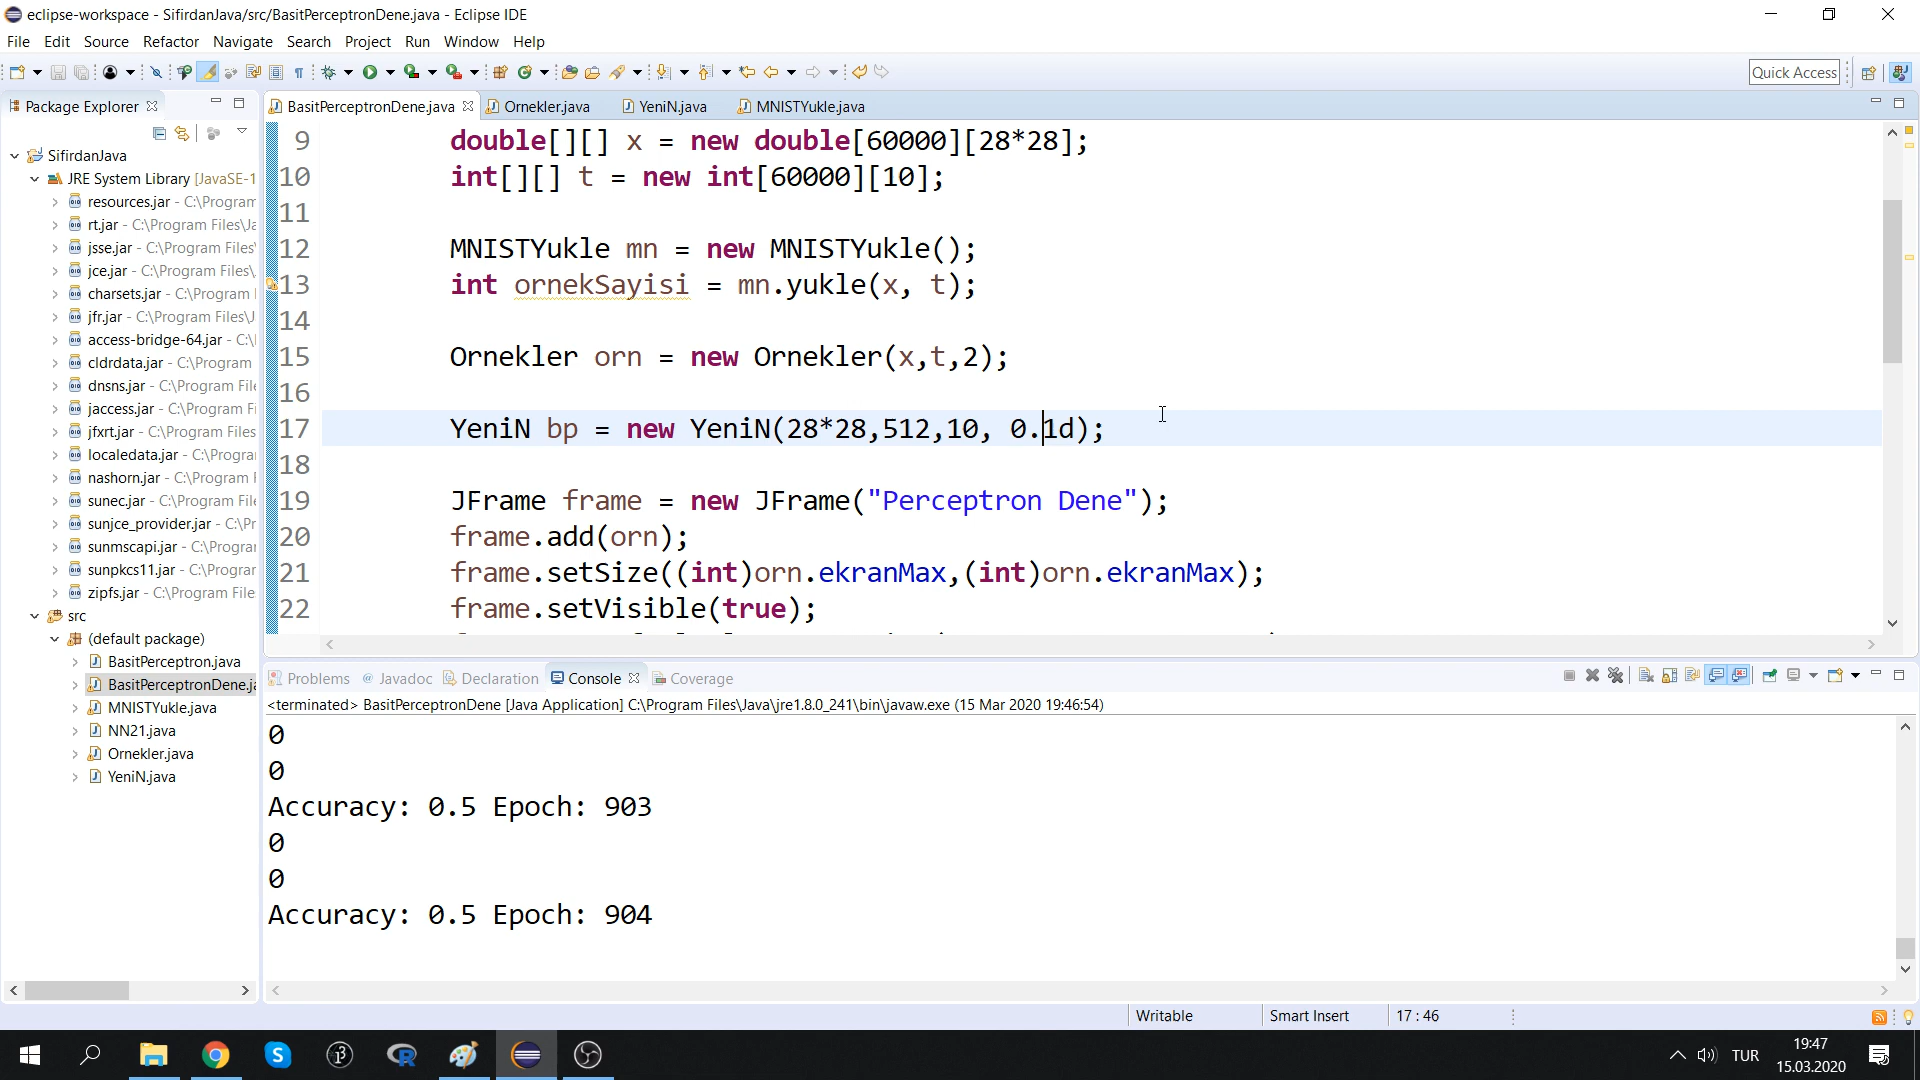 eclipse-workspace - SifirdanJava/src/BasitPerceptronDene.java - Eclipse IDE
File Edit Source Refactor Navigate Search Project Run Window Help
Quick Access
Package Explorer
BasitPerceptronDene.java Ornekler.java YeniN.java MNISTYukle.java
SifirdanJava
JRE System Library [JavaSE-1
resources.jar - C:\Program
rt.jar - C:\Program Files\Ja
jsse.jar - C:\Program Files\
jce.jar - C:\Program Files\
charsets.jar - C:\Program
jfr.jar - C:\Program Files\J
access-bridge-64.jar - C:\
cldrdata.jar - C:\Program
dnsns.jar - C:\Program File
jaccess.jar - C:\Program F
jfxrt.jar - C:\Program Files
localedata.jar - C:\Progra
nashorn.jar - C:\Program
sunec.jar - C:\Program File
sunjce_provider.jar - C:\Pr
sunmscapi.jar - C:\Progra
sunpkcs11.jar - C:\Progra
zipfs.jar - C:\Program File
src
(default package)
BasitPerceptron.java
BasitPerceptronDene.ja
MNISTYukle.java
NN21.java
Ornekler.java
YeniN.java
9 double[][] x = new double[60000][28*28];
10 int[][] t = new int[60000][10];
11
12 MNISTYukle mn = new MNISTYukle();
13 int ornekSayisi = mn.yukle(x, t);
14
15 Ornekler orn = new Ornekler(x,t,2);
16
17 YeniN bp = new YeniN(28*28,512,10, 0.1d);
18
19 JFrame frame = new JFrame("Perceptron Dene");
20 frame.add(orn);
21 frame.setSize((int)orn.ekranMax,(int)orn.ekranMax);
22 frame.setVisible(true);
Problems @ Javadoc Declaration Console Coverage
<terminated> BasitPerceptronDene [Java Application] C:\Program Files\Java\jre1.8.0_241\bin\javaw.exe (15 Mar 2020 19:46:54)
0
0
Accuracy: 0.5 Epoch: 903
0
0
Accuracy: 0.5 Epoch: 904
Writable Smart Insert 17 : 46
TUR 19:47
15.03.2020